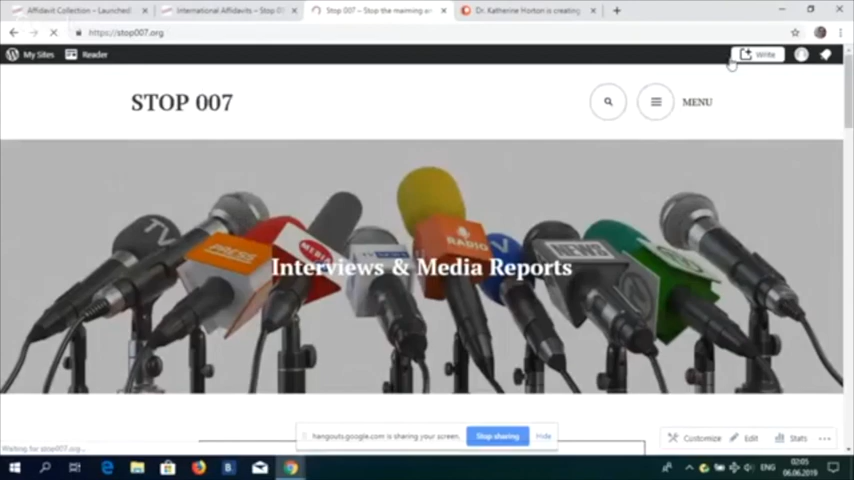 Affidavit Collection – Launched!
International Affidavits – Stop 0
Stop 007 – Stop the maiming a
Dr. Katherine Horton is creating
https://stop007.org
My Sites
Reader
Write
STOP 007
MENU
TV
PRESS
MEDIA
TV NEWS
RADIO
V
NEWS
Interviews & Media Reports
hangouts.google.com is sharing your screen.
Stop sharing
Hide
Customize
Edit
Stats
Waiting for stop007.org...
ENG
02:05
06.06.2019